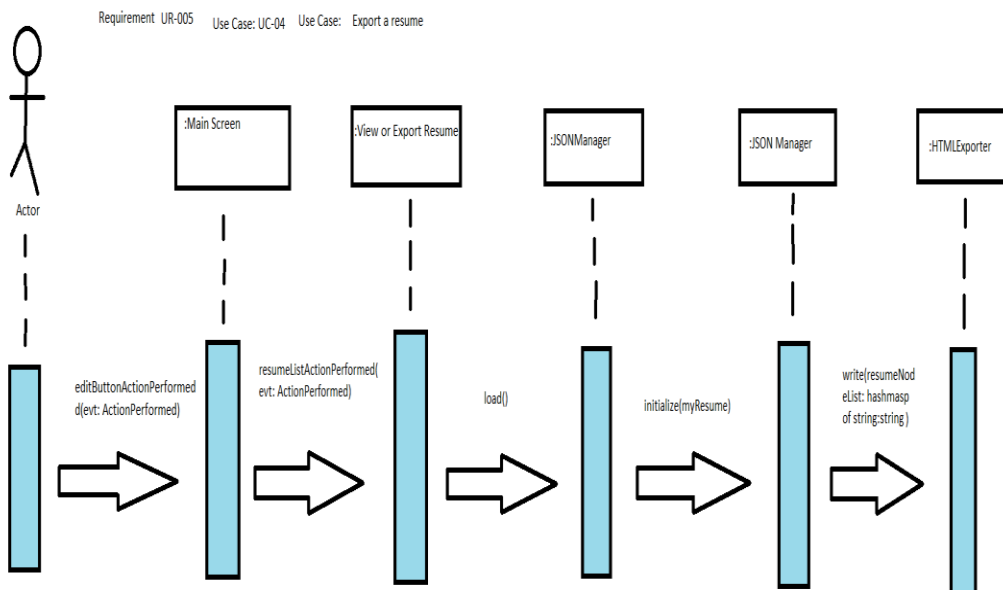 Requirement UR-005 Use Case: UC-04 Use Case: Export a resume
:Main Screen
:View or Export Resume
:JSONManager
:JSON Manager
:HTMLExporter
Actor
editButtonActionPerformed
d(evt: ActionPerformed)
resumeListActionPerformed(
evt: ActionPerformed)
load()
initialize(myResume)
write(resumeNod
eList: hashmasp
of string:string )